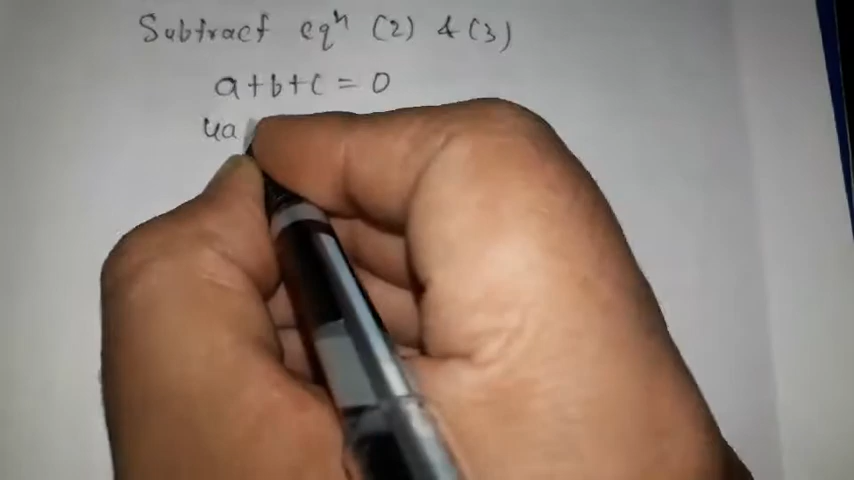 Subtract eqⁿ (2) & (3)
a+b+c = 0
4a